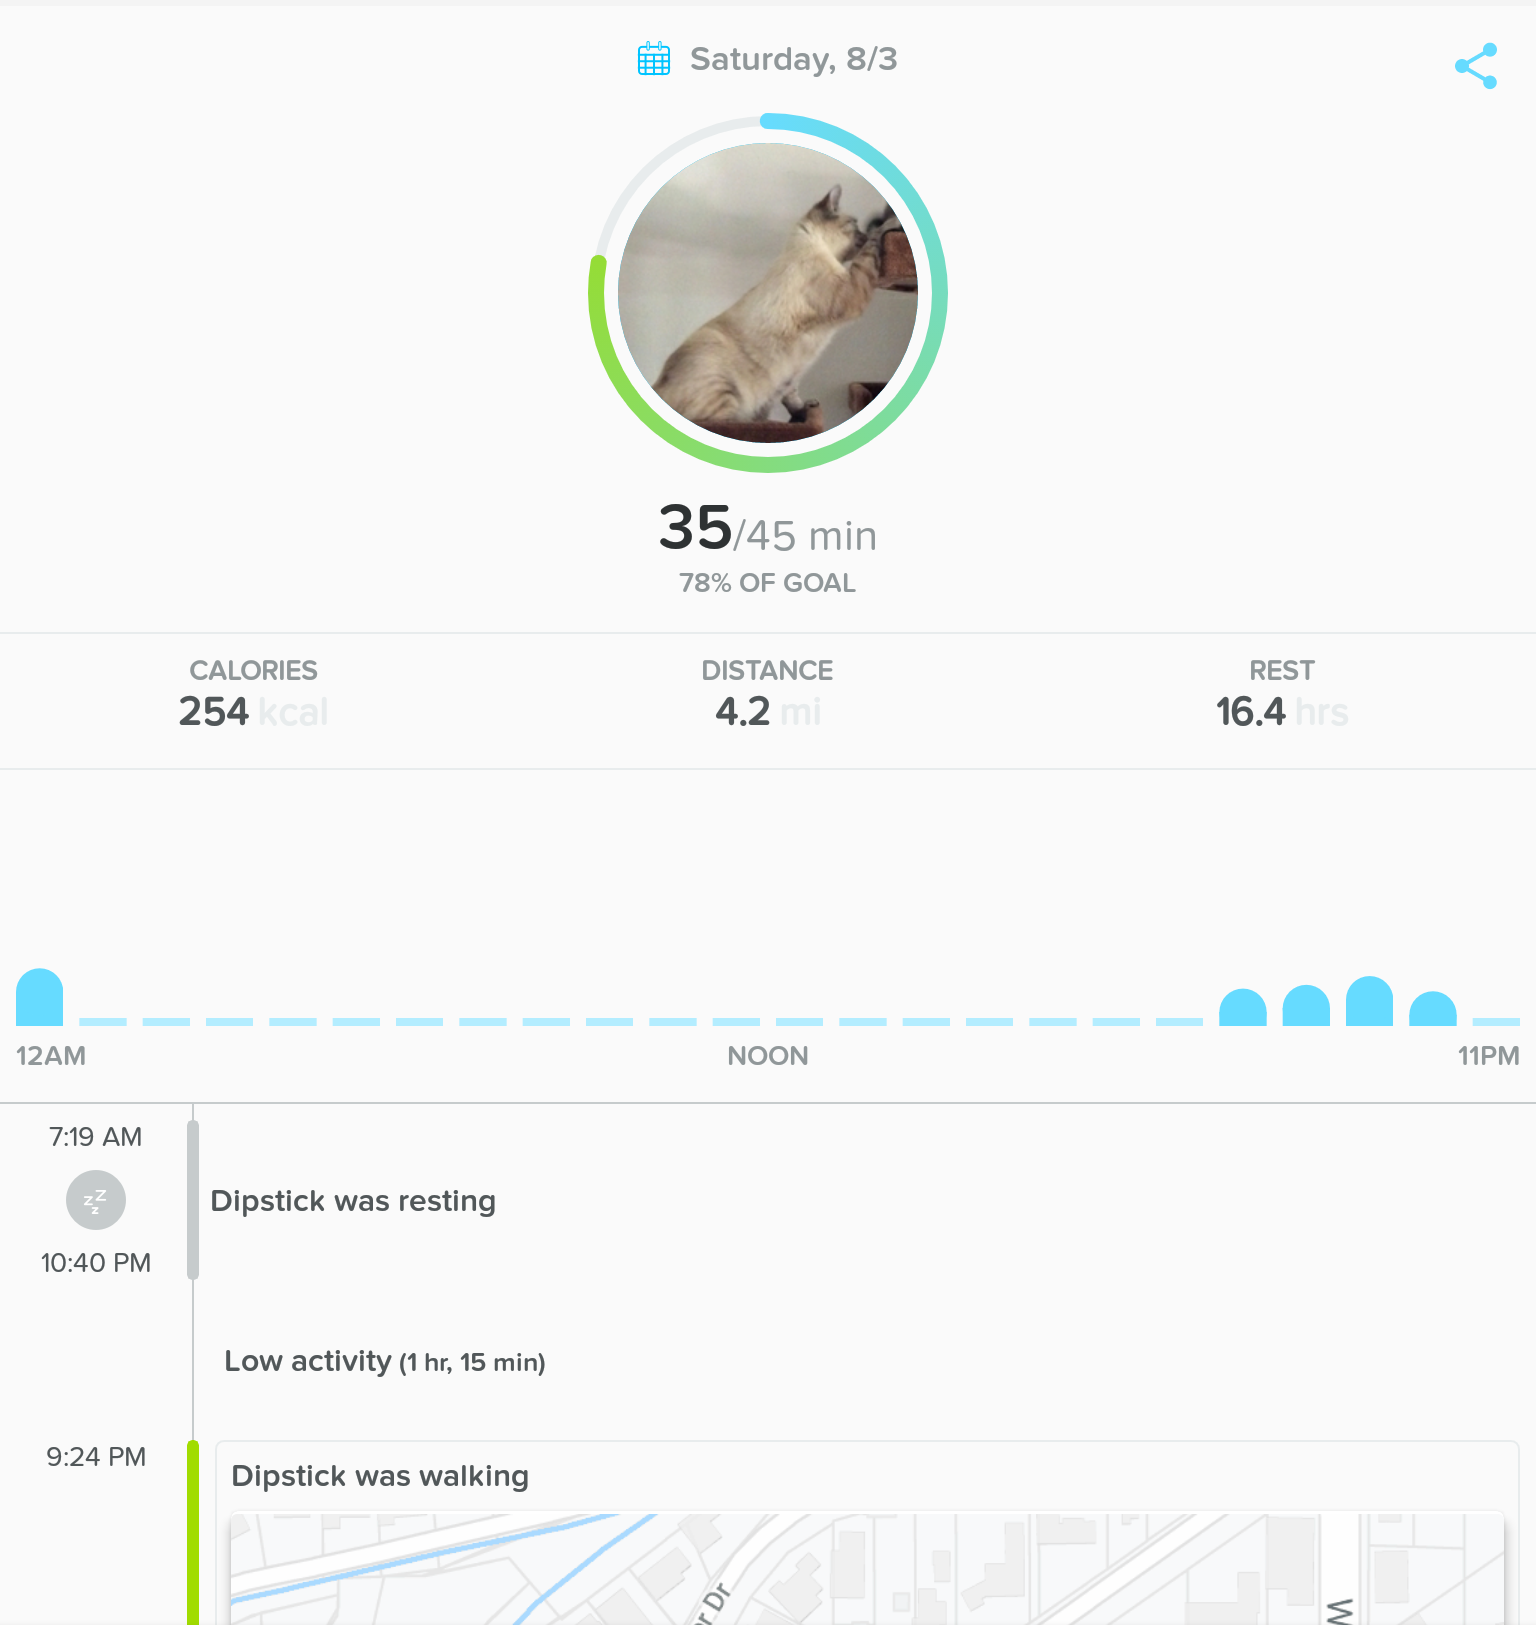 Saturday, 8/3
35/45 min
78% OF GOAL
CALORIES
254 kcal
DISTANCE
4.2 mi
REST
16.4 hrs
12AM
NOON
11PM
7:19 AM
zZz
Dipstick was resting
10:40 PM
Low activity (1 hr, 15 min)
9:24 PM
Dipstick was walking
Dr
W